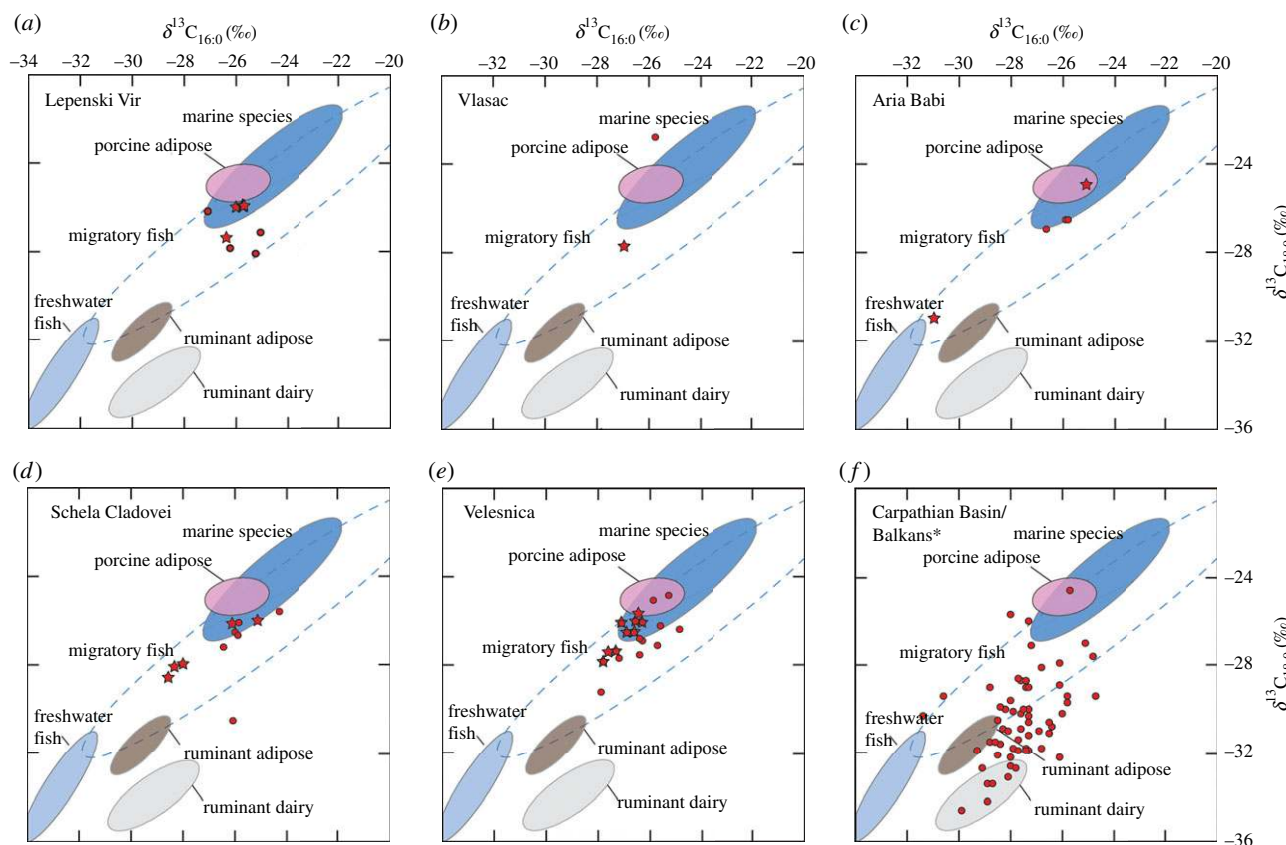 (a)
δ¹³C₁₆:₀ (‰)
–34 –32 –30 –28 –26 –24 –22 –20
Lepenski Vir
marine species
porcine adipose
migratory fish
freshwater
fish
ruminant adipose
ruminant dairy
(b)
δ¹³C₁₆:₀ (‰)
–32 –30 –28 –26 –24 –22 –20
Vlasac
marine species
porcine adipose
migratory fish
freshwater
fish
ruminant adipose
ruminant dairy
(c)
δ¹³C₁₆:₀ (‰)
–32 –30 –28 –26 –24 –22 –20
Aria Babi
marine species
porcine adipose
migratory fish
freshwater
fish
ruminant adipose
ruminant dairy
–24
–28
–32
–36
δ¹³C₁₈:₀ (‰)
(d)
Schela Cladovei
marine species
porcine adipose
migratory fish
freshwater
fish
ruminant adipose
ruminant dairy
(e)
Velesnica
marine species
porcine adipose
migratory fish
freshwater
fish
ruminant adipose
ruminant dairy
(f)
Carpathian Basin/
Balkans*
marine species
porcine adipose
migratory fish
freshwater
fish
ruminant adipose
ruminant dairy
–24
–28
–32
–36
δ¹³C₁₈:₀ (‰)